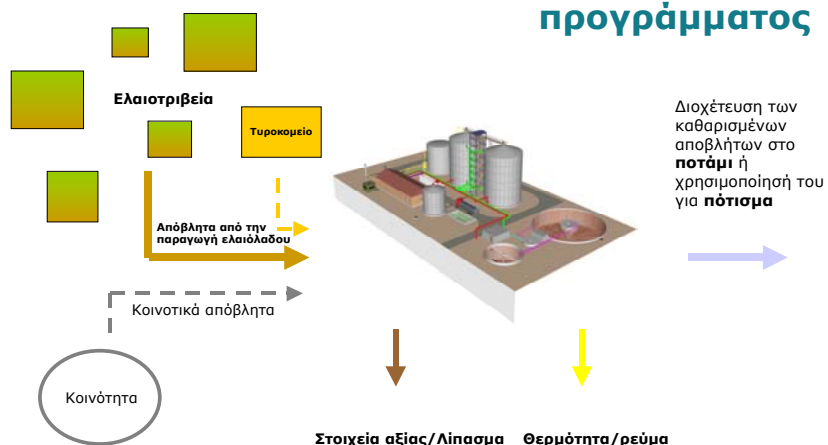 προγράμματος
Ελαιοτριβεία
Τυροκομείο
Διοχέτευση των
καθαρισμένων
αποβλήτων στο
ποτάμι ή
χρησιμοποίησή του
για πότισμα
Απόβλητα από την
παραγωγή ελαιόλαδου
Κοινοτικά απόβλητα
Κοινότητα
Στοιχεία αξίας/Λίπασμα
Θερμότητα/ρεύμα